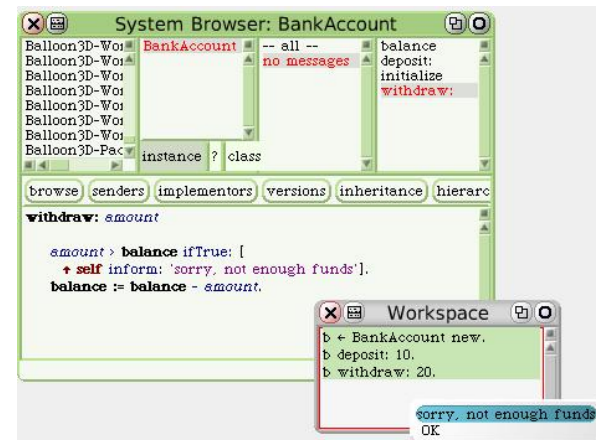 System Browser: BankAccount
Balloon3D-Wo
Balloon3D-Wo
Balloon3D-Wo
Balloon3D-Wo
Balloon3D-Wo
Balloon3D-Wo
Balloon3D-Pac
BankAccount
instance ? class
-- all --
no messages
balance
deposit:
initialize
withdraw:
browse senders implementors versions inheritance hierarc
withdraw: amount
amount > balance ifTrue: [
↑ self inform: 'sorry, not enough funds'].
balance := balance - amount.
Workspace
b ← BankAccount new.
b deposit: 10.
b withdraw: 20.
sorry, not enough funds
OK